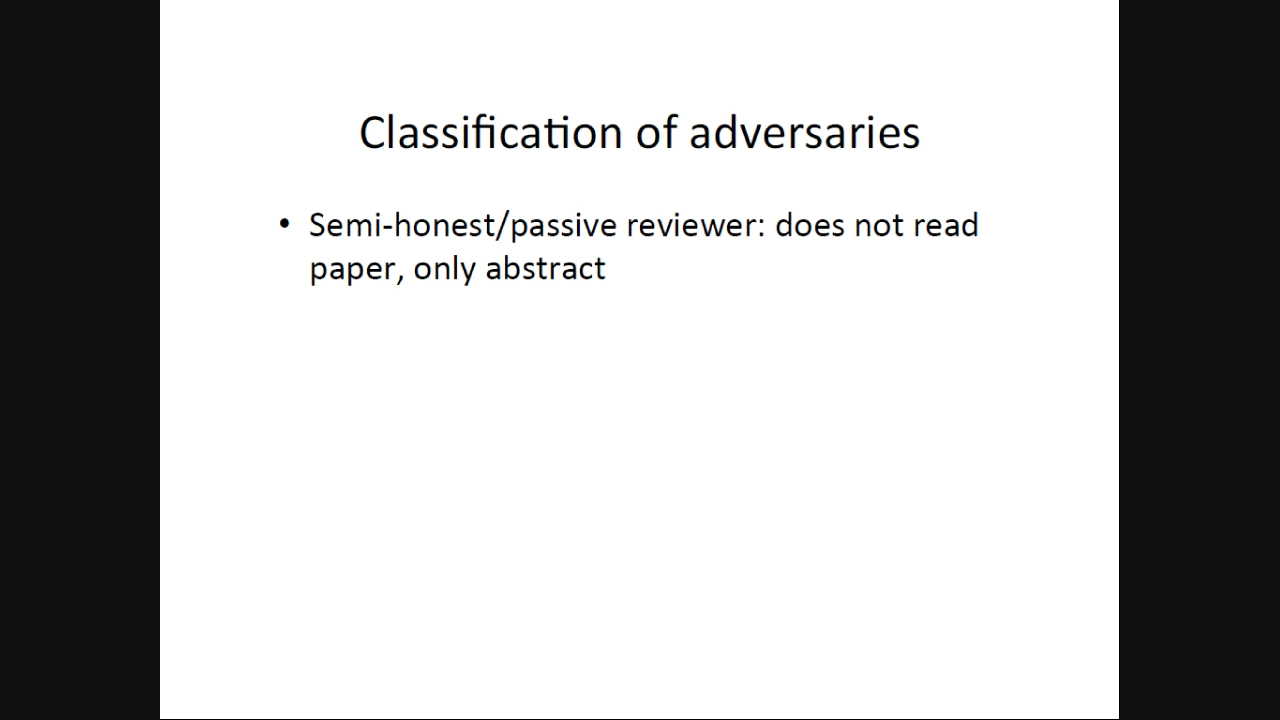 Classification of adversaries
• Semi-honest/passive reviewer: does not read
paper, only abstract